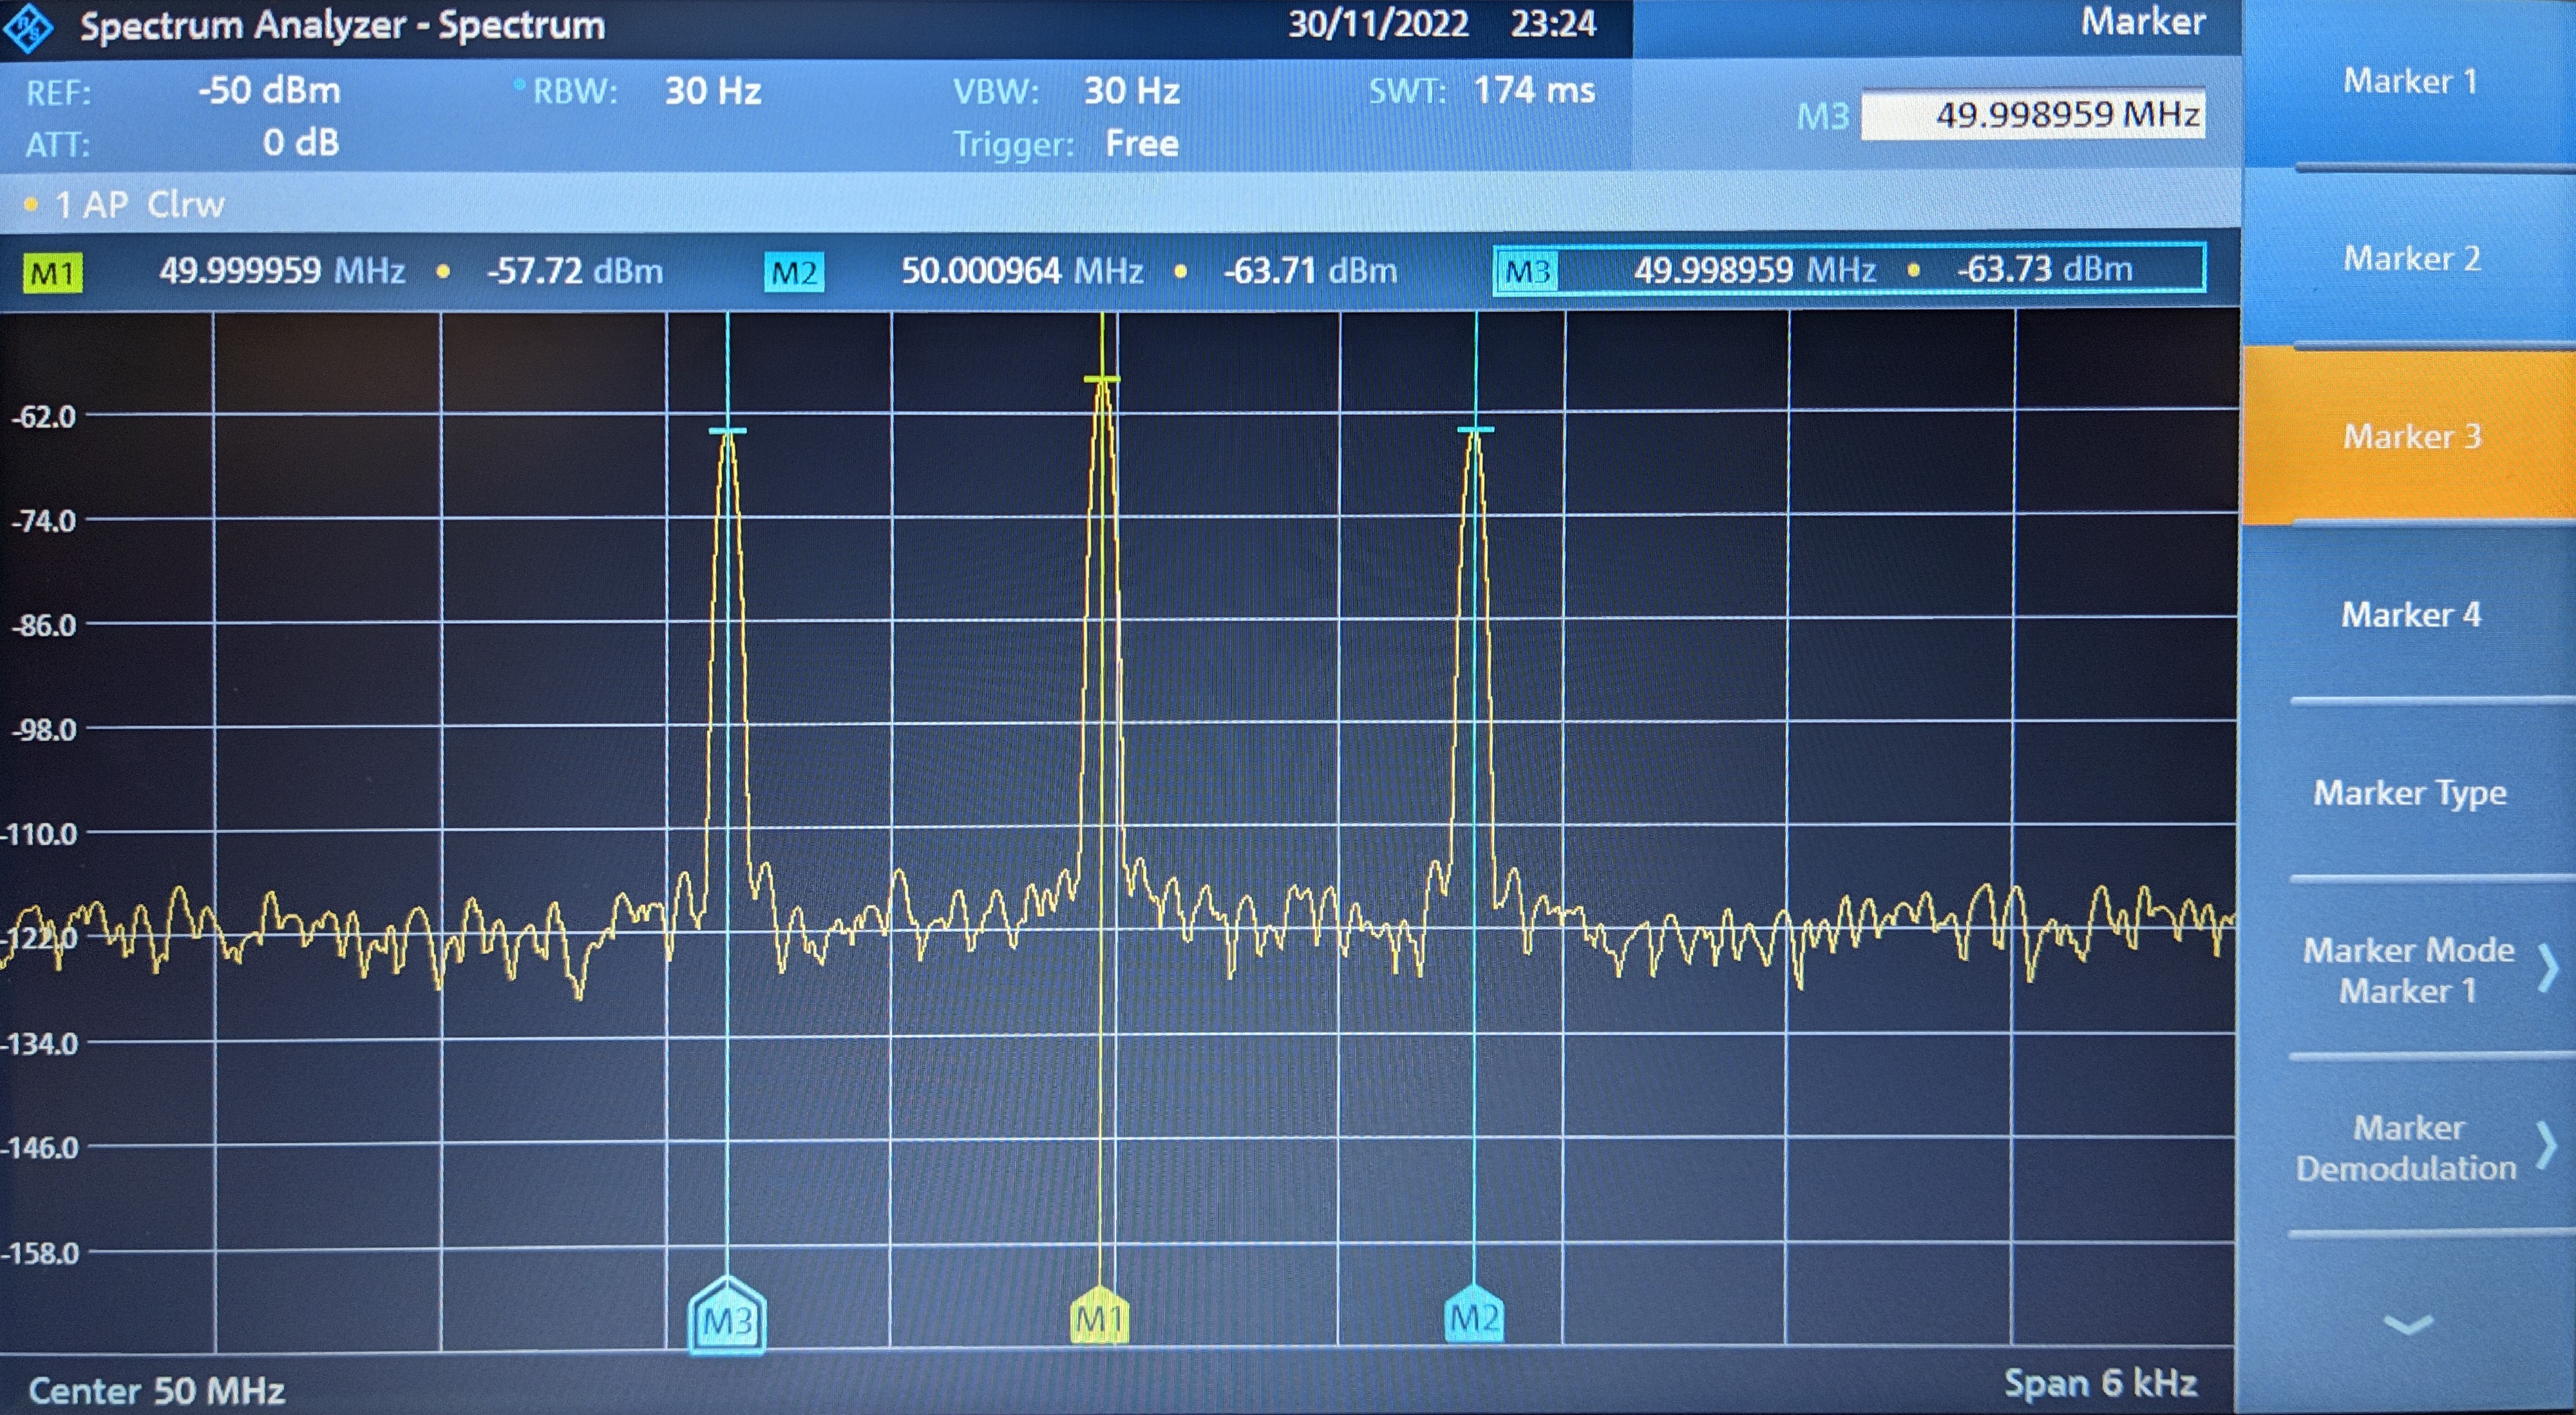 Spectrum Analyzer - Spectrum 30/11/2022 23:24 Marker
REF: -50 dBm RBW: 30 Hz VBW: 30 Hz SWT: 174 ms
ATT: 0 dB Trigger: Free
M3 49.998959 MHz
1 AP Clrw
M1 49.999959 MHz • -57.72 dBm M2 50.000964 MHz • -63.71 dBm M3 49.998959 MHz • -63.73 dBm
-62.0
-74.0
-86.0
-98.0
-110.0
-122.0
-134.0
-146.0
-158.0
M3 M1 M2
Center 50 MHz Span 6 kHz
Marker 1
Marker 2
Marker 3
Marker 4
Marker Type
Marker Mode
Marker 1
Marker
Demodulation